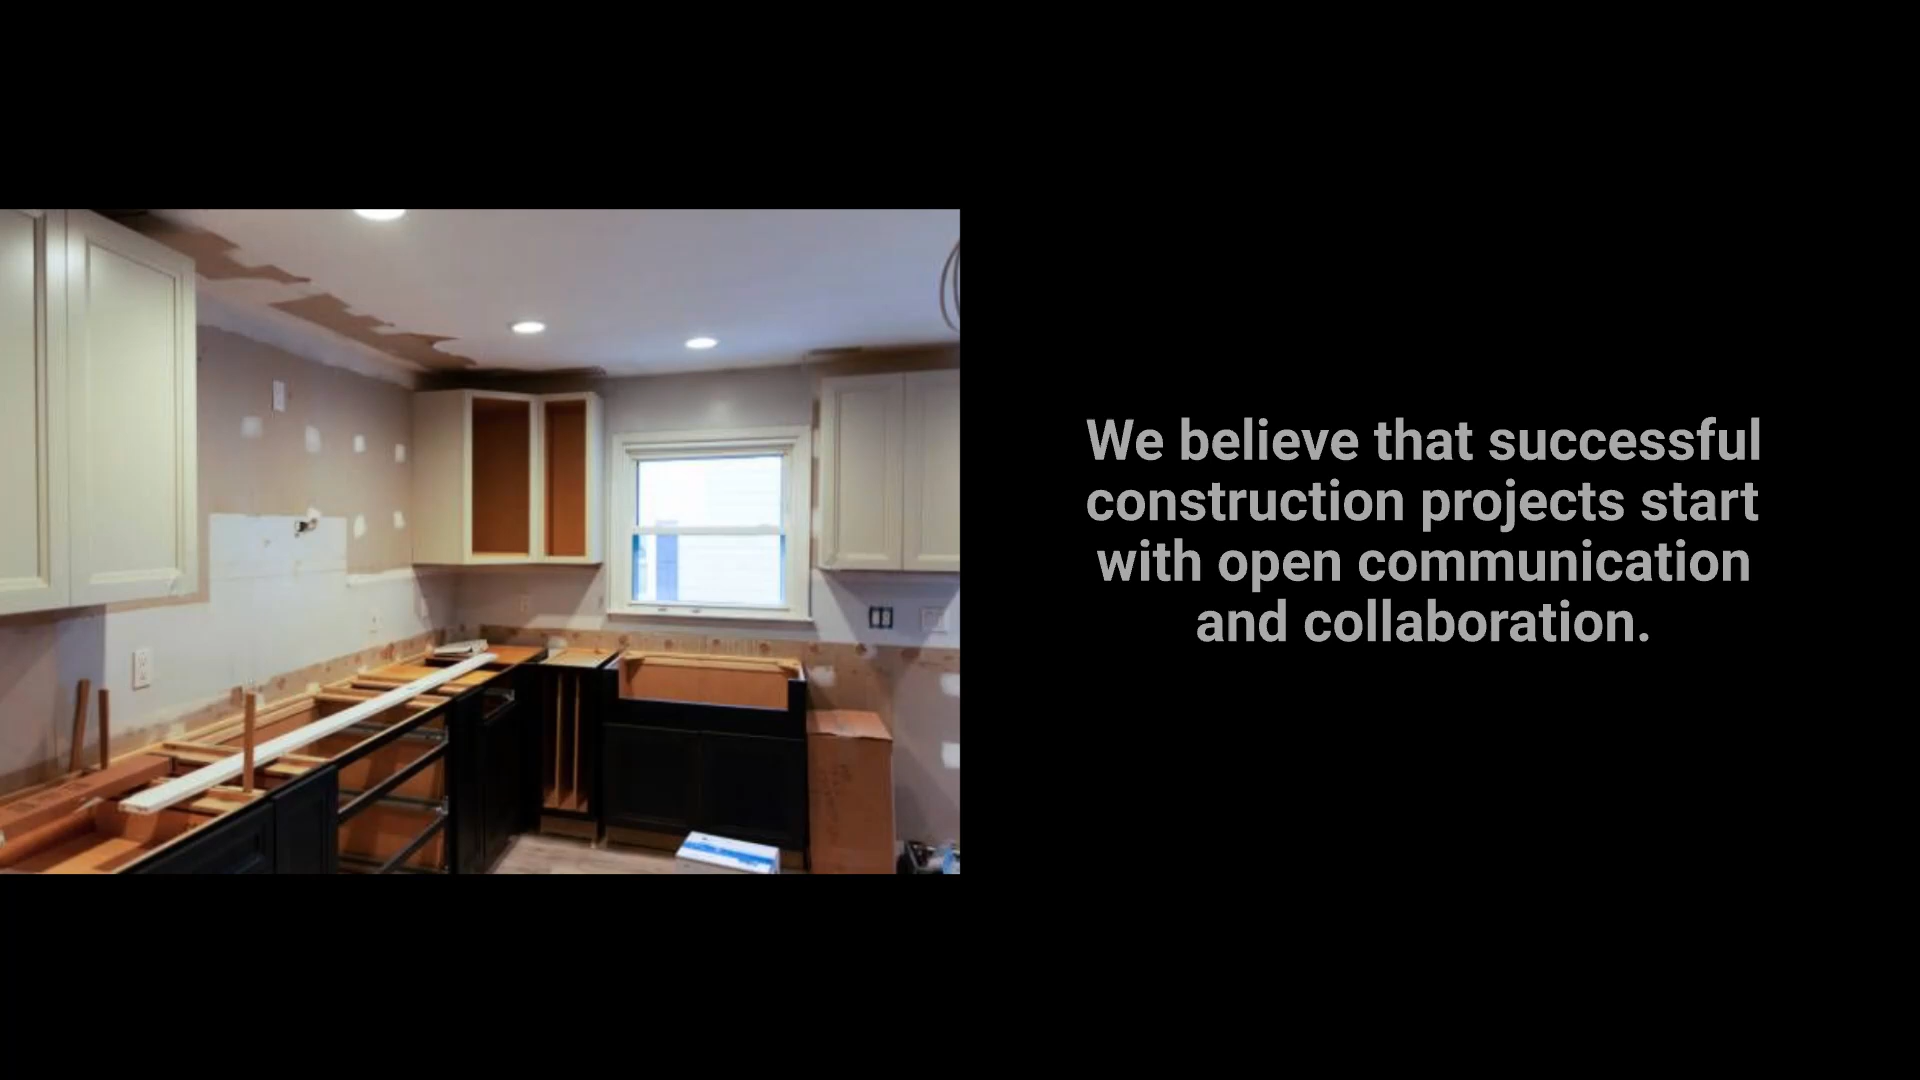 We believe that successful
construction projects start
with open communication
and collaboration.